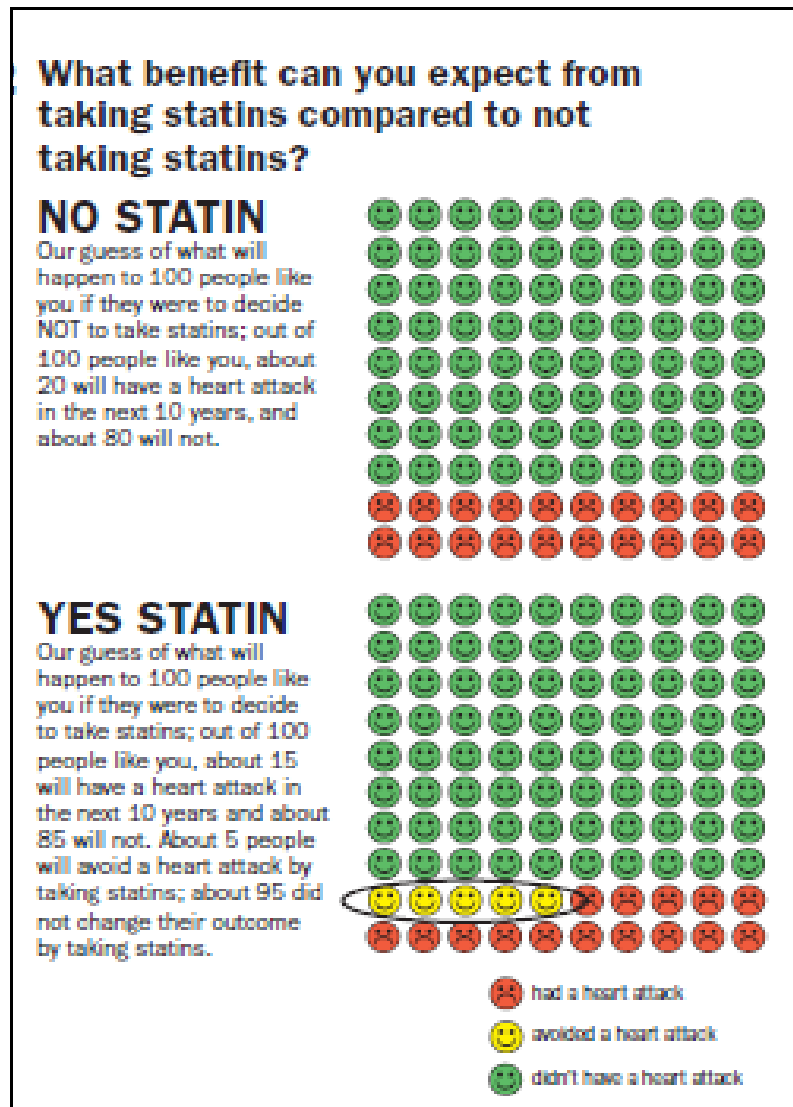 What benefit can you expect from
taking statins compared to not
taking statins?
NO STATIN
Our guess of what will
happen to 100 people like
you if they were to decide
NOT to take statins; out of
100 people like you, about
20 will have a heart attack
in the next 10 years, and
about 80 will not.
YES STATIN
Our guess of what will
happen to 100 people like
you if they were to decide
to take statins; out of 100
people like you, about 15
will have a heart attack in
the next 10 years and about
85 will not. About 5 people
will avoid a heart attack by
taking statins; about 95 did
not change their outcome
by taking statins.
had a heart attack
avoided a heart attack
didn't have a heart attack